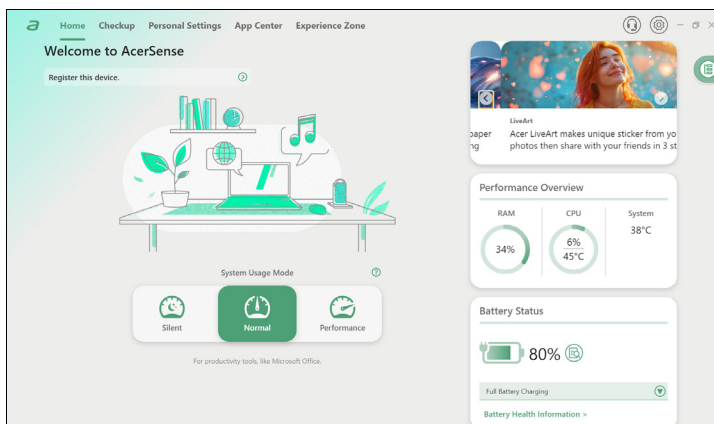 Home Checkup Personal Settings App Center Experience Zone
Welcome to AcerSense
Register this device.
System Usage Mode
Silent
Normal
Performance
For productivity tools, like Microsoft Office.
LiveArt
paper Acer LiveArt makes unique sticker from yo
ng photos then share with your friends in 3 st
Performance Overview
RAM CPU System
34% 6% 38°C
45°C
Battery Status
80%
Full Battery Charging
Battery Health Information >